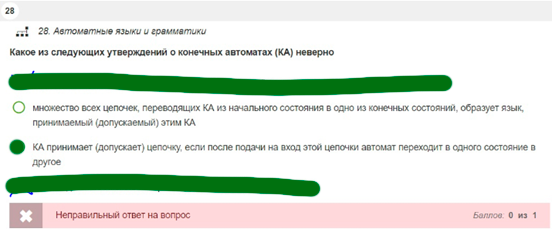 28
28. Автоматные языки и грамматики
Какое из следующих утверждений о конечных автоматах (КА) неверно
множество всех цепочек, переводящих КА из начального состояния в одно из конечных состояний, образует язык,
принимаемый (допускаемый) этим КА
КА принимает (допускает) цепочку, если после подачи на вход этой цепочки автомат переходит в одного состояние в
другое
Неправильный ответ на вопрос
Баллов: 0 из 1